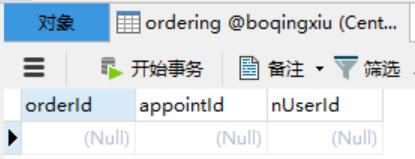 对象 ordering @boqingxiu (Cent...
开始事务 备注 筛选
orderId appointId nUserId
(Null) (Null) (Null)